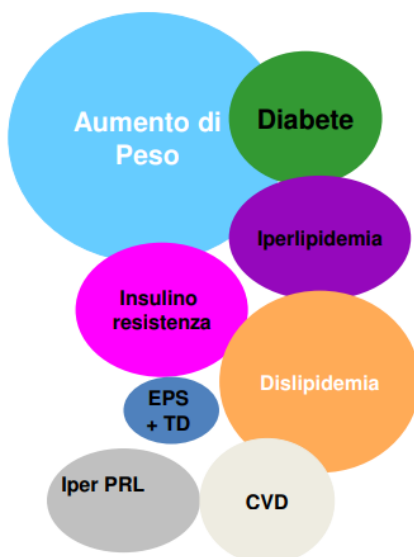 Aumento di
Peso
Diabete
Iperlipidemia
Insulino
resistenza
Dislipidemia
EPS
+ TD
Iper PRL
CVD